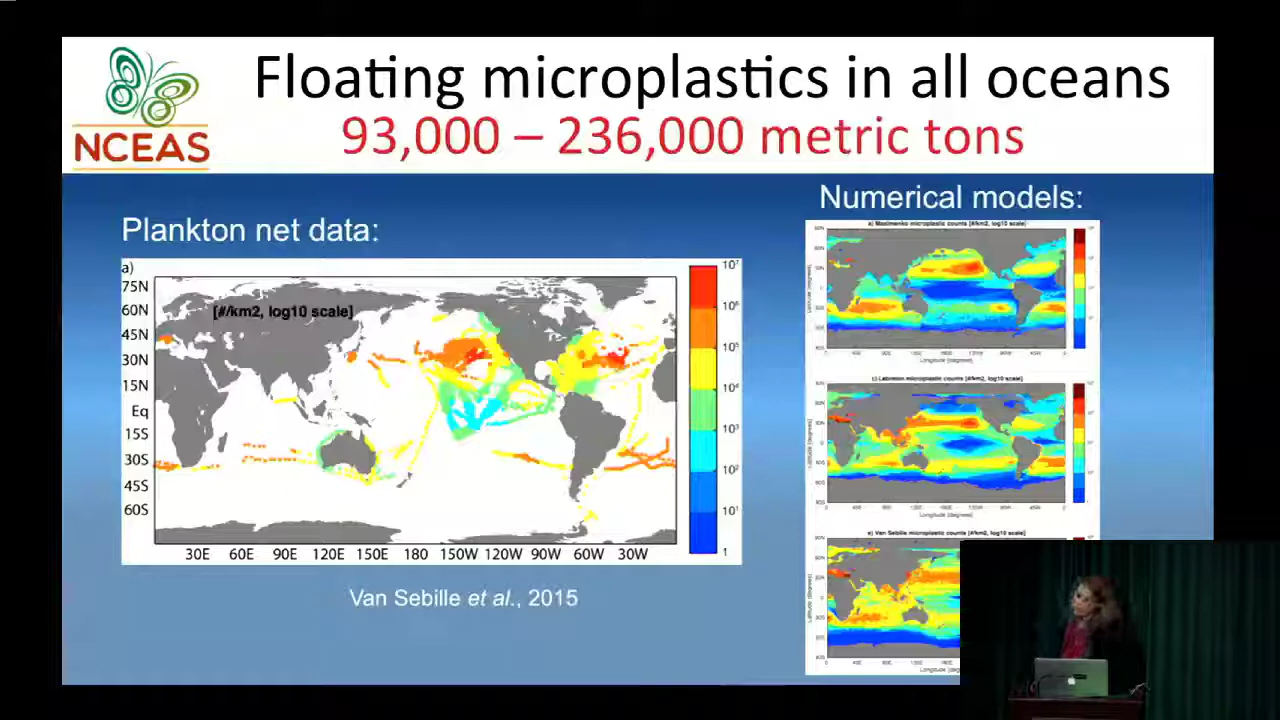 NCEAS
Floating microplastics in all oceans
93,000 – 236,000 metric tons
Plankton net data:
a)
[#/km2, log10 scale]
75N
60N
45N
30N
15N
Eq
15S
30S
45S
60S
30E 60E 90E 120E 150E 180 150W 120W 90W 60W 30W
10⁷
10⁶
10⁵
10⁴
10³
10²
10¹
1
Van Sebille et al., 2015
Numerical models:
a) Maximenko microplastic counts [#/km2, log10 scale]
Longitude [degrees]
c) Lebreton microplastic counts [#/km2, log10 scale]
Longitude [degrees]
e) Van Sebille microplastic counts [#/km2, log10 scale]